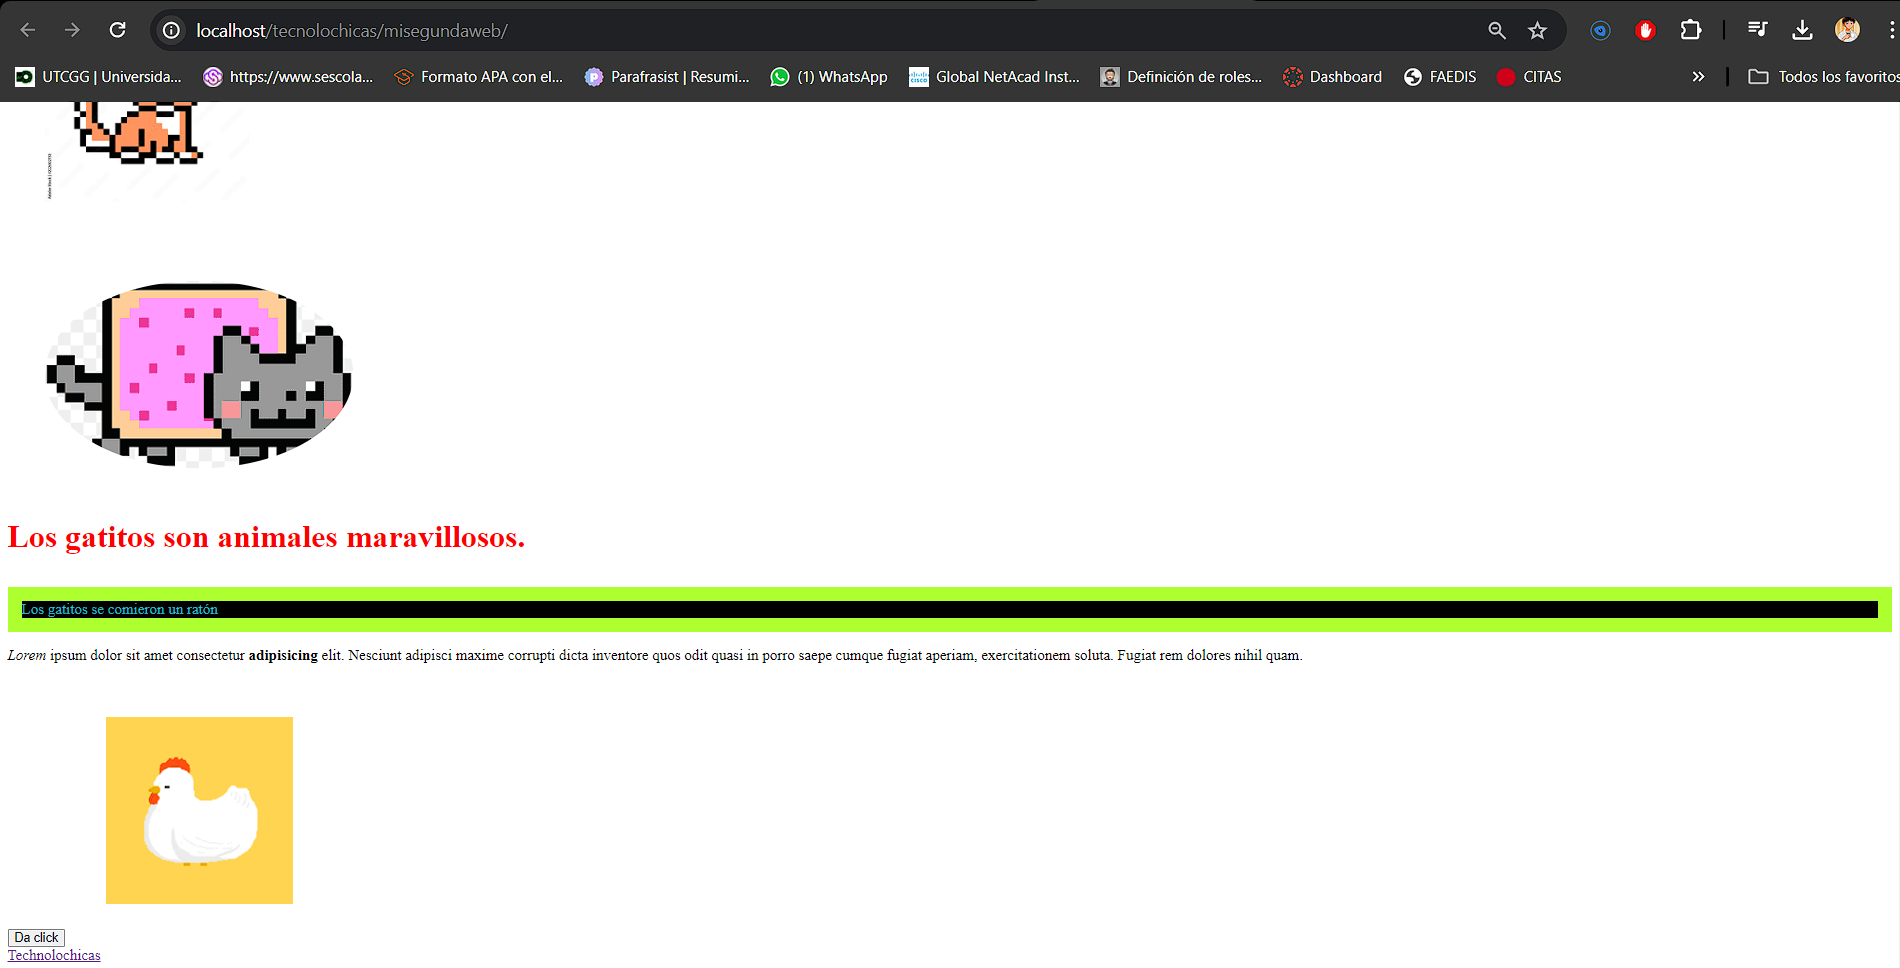 localhost/tecnolochicas/misegundaweb/
UTCGG | Universida... https://www.sescola... Formato APA con el... Parafrasist | Resumi... (1) WhatsApp Global NetAcad Inst... Definición de roles... Dashboard FAEDIS CITAS » Todos los favoritos
Los gatitos son animales maravillosos.
Los gatitos se comieron un ratón
Lorem ipsum dolor sit amet consectetur adipisicing elit. Nesciunt adipisci maxime corrupti dicta inventore quos odit quasi in porro saepe cumque fugiat aperiam, exercitationem soluta. Fugiat rem dolores nihil quam.
Da click
Technolochicas